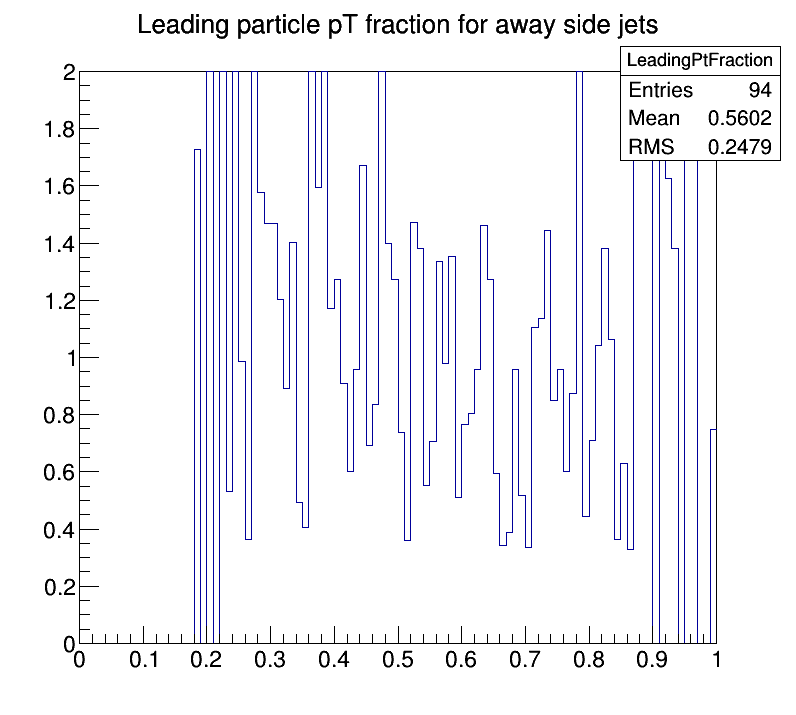 Leading particle pT fraction for away side jets
LeadingPtFraction
Entries 94
Mean 0.5602
RMS 0.2479
2
1.8
1.6
1.4
1.2
1
0.8
0.6
0.4
0.2
0
0 0.1 0.2 0.3 0.4 0.5 0.6 0.7 0.8 0.9 1